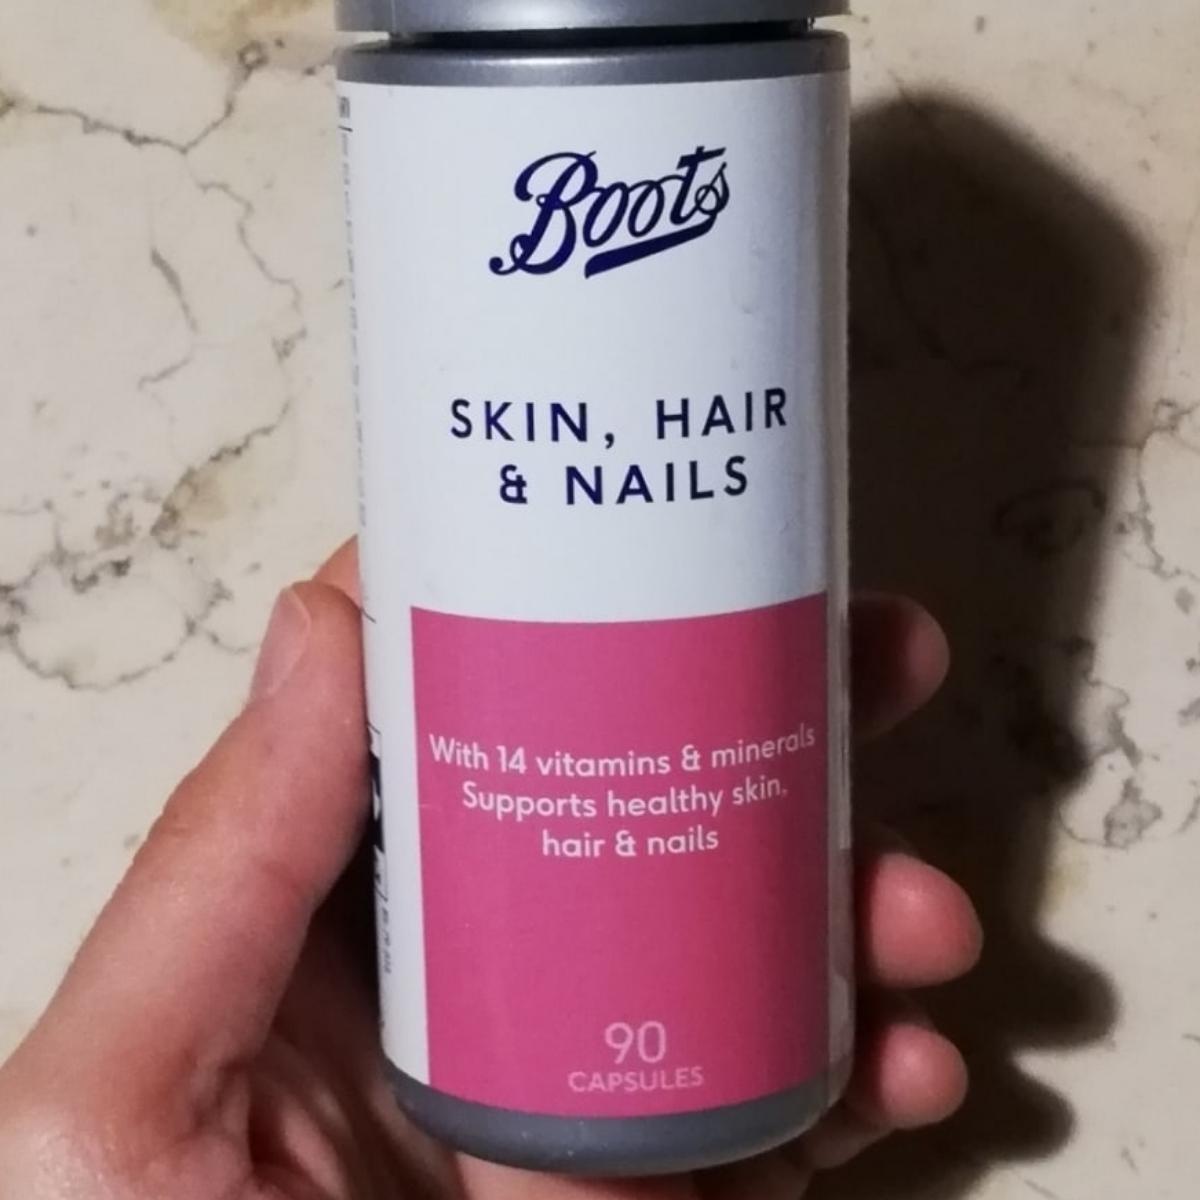 Boots
SKIN, HAIR
& NAILS
With 14 vitamins & minerals
Supports healthy skin,
hair & nails
90
CAPSULES